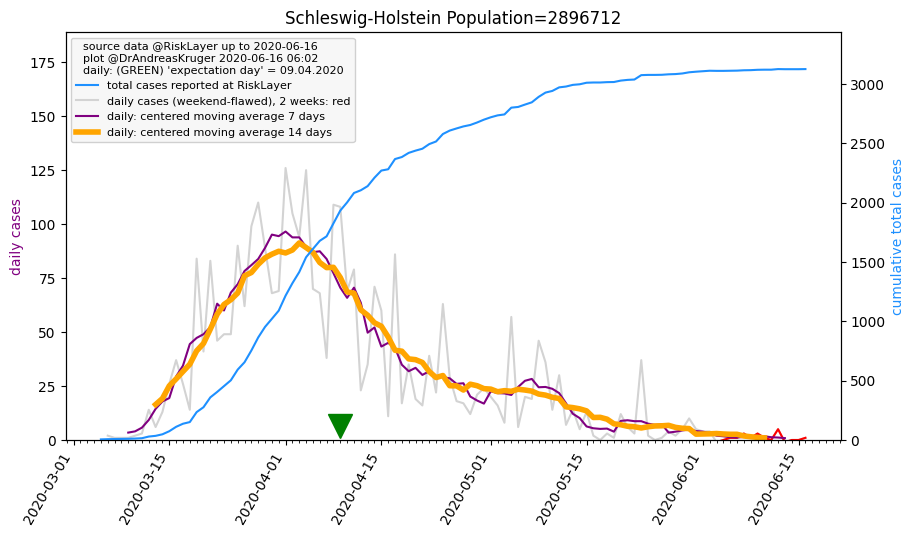 Schleswig-Holstein Population=2896712
source data @RiskLayer up to 2020-06-16
plot @DrAndreasKruger 2020-06-16 06:02
daily: (GREEN) 'expectation day' = 09.04.2020
total cases reported at RiskLayer
daily cases (weekend-flawed), 2 weeks: red
daily: centered moving average 7 days
daily: centered moving average 14 days
daily cases
175
150
125
100
75
50
25
0
cumulative total cases
3000
2500
2000
1500
1000
500
0
2020-03-01
2020-03-15
2020-04-01
2020-04-15
2020-05-01
2020-05-15
2020-06-01
2020-06-15